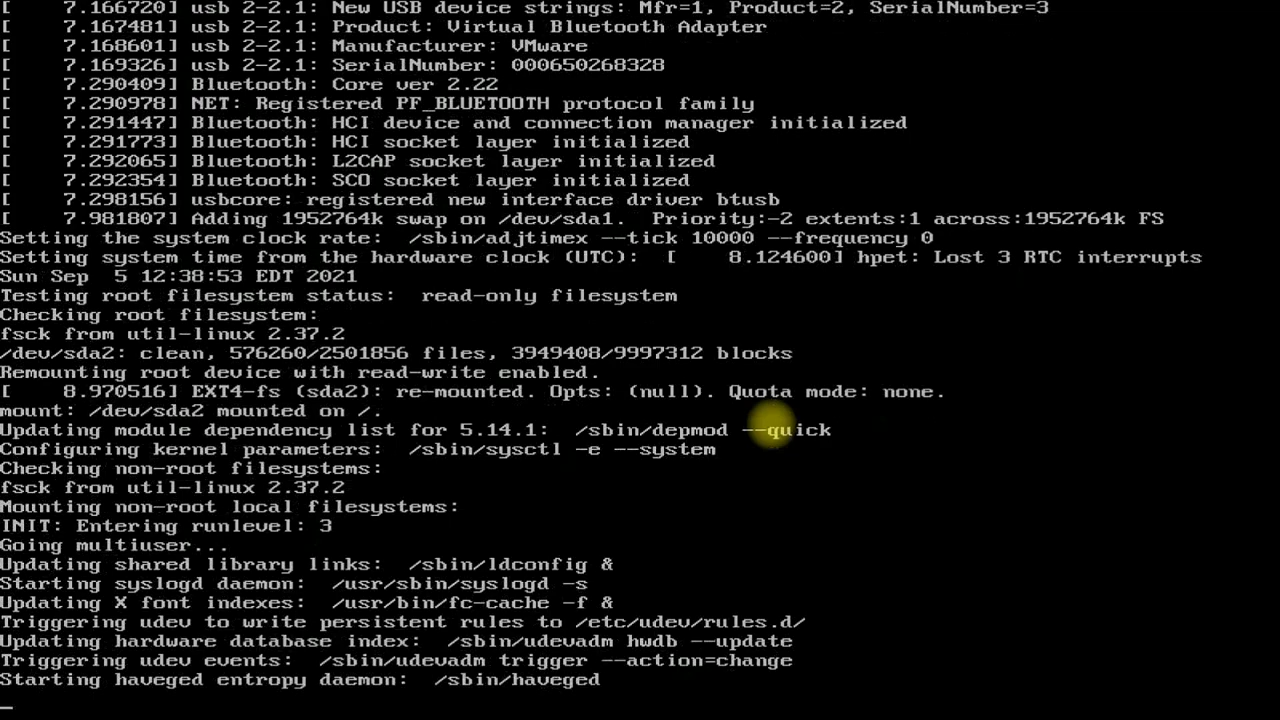 [    7.166720] usb 2-2.1: New USB device strings: Mfr=1, Product=2, SerialNumber=3
[    7.167481] usb 2-2.1: Product: Virtual Bluetooth Adapter
[    7.168601] usb 2-2.1: Manufacturer: VMware
[    7.169326] usb 2-2.1: SerialNumber: 000650268328
[    7.290409] Bluetooth: Core ver 2.22
[    7.290978] NET: Registered PF_BLUETOOTH protocol family
[    7.291447] Bluetooth: HCI device and connection manager initialized
[    7.291773] Bluetooth: HCI socket layer initialized
[    7.292065] Bluetooth: L2CAP socket layer initialized
[    7.292354] Bluetooth: SCO socket layer initialized
[    7.298156] usbcore: registered new interface driver btusb
[    7.981807] Adding 1952764k swap on /dev/sda1.  Priority:-2 extents:1 across:1952764k FS
Setting the system clock rate:  /sbin/adjtimex --tick 10000 --frequency 0
Setting system time from the hardware clock (UTC):  [    8.124600] hpet: Lost 3 RTC interrupts
Sun Sep  5 12:38:53 EDT 2021
Testing root filesystem status:  read-only filesystem
Checking root filesystem:
fsck from util-linux 2.37.2
/dev/sda2: clean, 576260/2501856 files, 3949408/9997312 blocks
Remounting root device with read-write enabled.
[    8.970516] EXT4-fs (sda2): re-mounted. Opts: (null). Quota mode: none.
mount: /dev/sda2 mounted on /.
Updating module dependency list for 5.14.1:  /sbin/depmod --quick
Configuring kernel parameters:  /sbin/sysctl -e --system
Checking non-root filesystems:
fsck from util-linux 2.37.2
Mounting non-root local filesystems:
INIT: Entering runlevel: 3
Going multiuser...
Updating shared library links:  /sbin/ldconfig &
Starting syslogd daemon:  /usr/sbin/syslogd -s
Updating X font indexes:  /usr/bin/fc-cache -f &
Triggering udev to write persistent rules to /etc/udev/rules.d/
Updating hardware database index:  /sbin/udevadm hwdb --update
Triggering udev events:  /sbin/udevadm trigger --action=change
Starting haveged entropy daemon:  /sbin/haveged